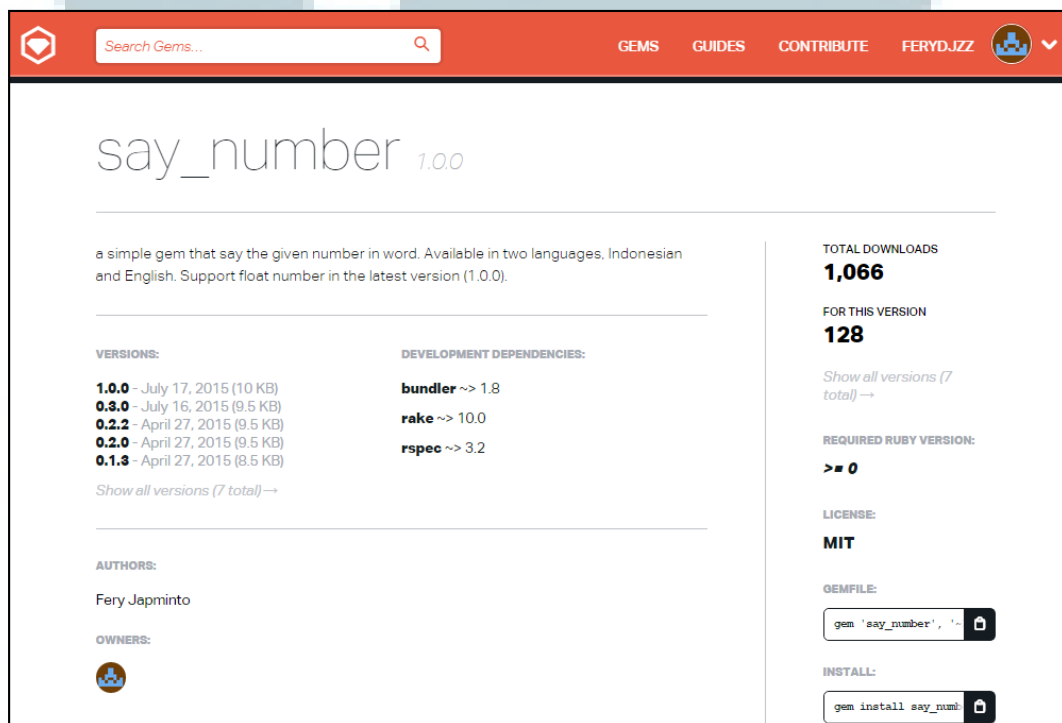 Search Gems...
GEMS GUIDES CONTRIBUTE FERYDJZZ
say_number 1.0.0
a simple gem that say the given number in word. Available in two languages, Indonesian
and English. Support float number in the latest version (1.0.0).
VERSIONS:
1.0.0 - July 17, 2015 (10 KB)
0.3.0 - July 16, 2015 (9.5 KB)
0.2.2 - April 27, 2015 (9.5 KB)
0.2.0 - April 27, 2015 (9.5 KB)
0.1.3 - April 27, 2015 (8.5 KB)
Show all versions (7 total) →
DEVELOPMENT DEPENDENCIES:
bundler ~> 1.8
rake ~> 10.0
rspec ~> 3.2
AUTHORS:
Fery Japminto
OWNERS:
TOTAL DOWNLOADS
1,066
FOR THIS VERSION
128
Show all versions (7
total) →
REQUIRED RUBY VERSION:
>= 0
LICENSE:
MIT
GEMFILE:
gem 'say_number', '~
INSTALL:
gem install say_numb